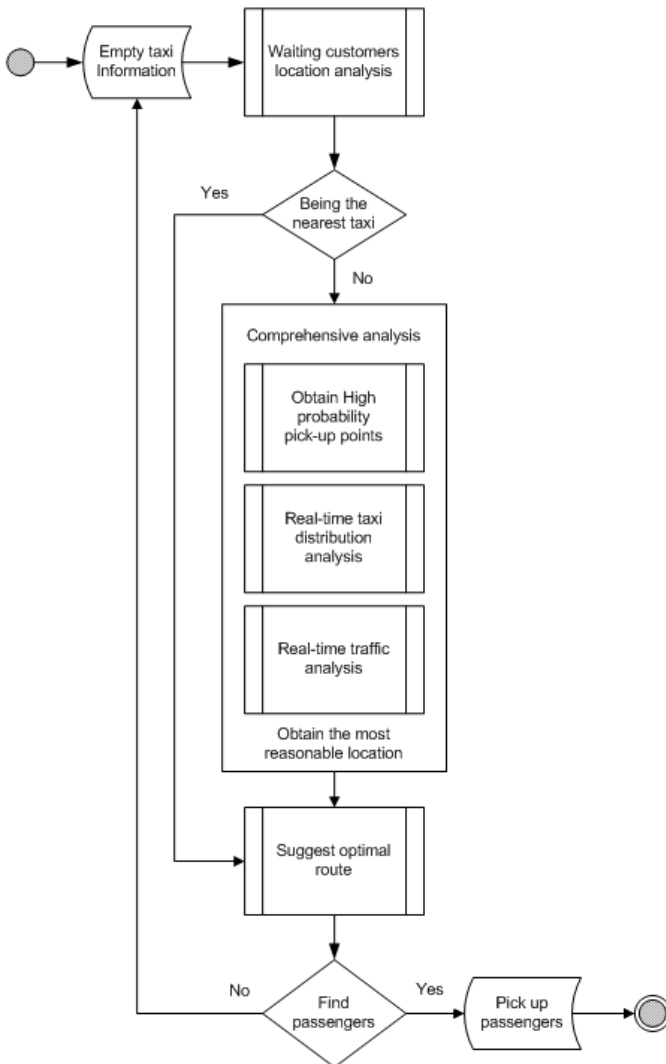 Empty taxi
Information
Waiting customers
location analysis
Yes
Being the
nearest taxi
No
Comprehensive analysis
Obtain High
probability
pick-up points
Real-time taxi
distribution
analysis
Real-time traffic
analysis
Obtain the most
reasonable location
Suggest optimal
route
No
Find
passengers
Yes
Pick up
passengers